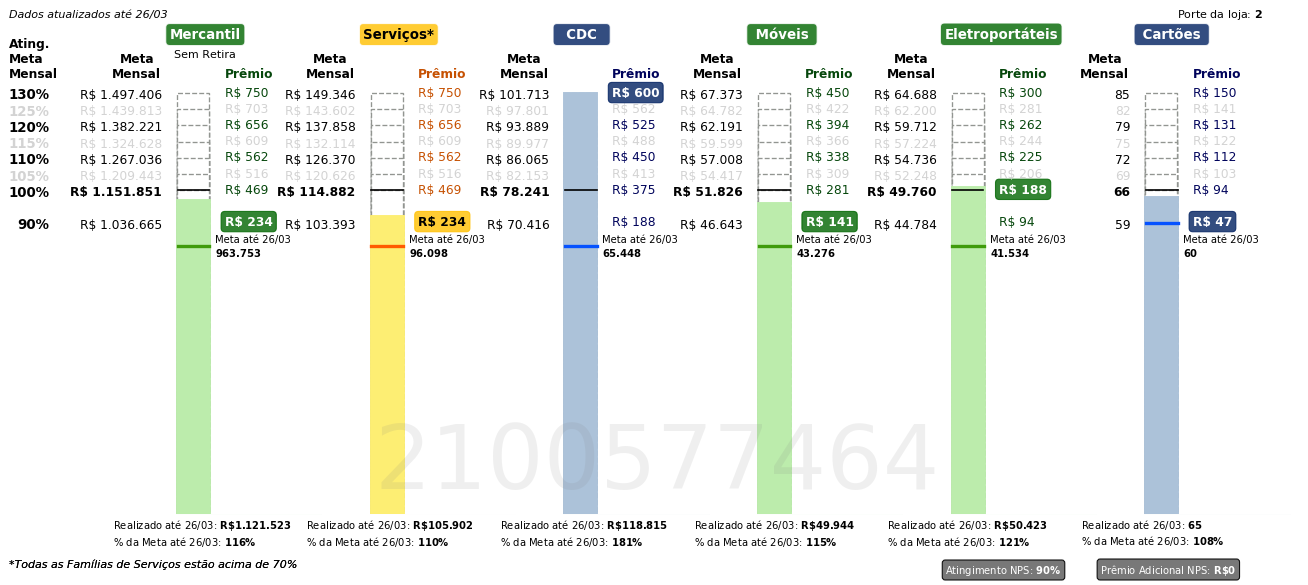 Dados atualizados até 26/03
Porte da loja: 2
Mercantil Serviços* CDC Móveis Eletroportáteis Cartões
Sem Retira
Ating. Meta Mensal
Meta Mensal Prêmio Meta Mensal Prêmio Meta Mensal Prêmio Meta Mensal Prêmio Meta Mensal Prêmio Meta Mensal Prêmio
130% R$ 1.497.406 R$ 750 R$ 149.346 R$ 750 R$ 101.713 R$ 600 R$ 67.373 R$ 450 R$ 64.688 R$ 300 85 R$ 150
125% R$ 1.439.813 R$ 703 R$ 143.602 R$ 703 R$ 97.801 R$ 562 R$ 64.782 R$ 422 R$ 62.200 R$ 281 82 R$ 141
120% R$ 1.382.221 R$ 656 R$ 137.858 R$ 656 R$ 93.889 R$ 525 R$ 62.191 R$ 394 R$ 59.712 R$ 262 79 R$ 131
115% R$ 1.324.628 R$ 609 R$ 132.114 R$ 609 R$ 89.977 R$ 488 R$ 59.599 R$ 366 R$ 57.224 R$ 244 75 R$ 122
110% R$ 1.267.036 R$ 562 R$ 126.370 R$ 562 R$ 86.065 R$ 450 R$ 57.008 R$ 338 R$ 54.736 R$ 225 72 R$ 112
105% R$ 1.209.443 R$ 516 R$ 120.626 R$ 516 R$ 82.153 R$ 413 R$ 54.417 R$ 309 R$ 52.248 R$ 206 69 R$ 103
100% R$ 1.151.851 R$ 469 R$ 114.882 R$ 469 R$ 78.241 R$ 375 R$ 51.826 R$ 281 R$ 49.760 R$ 188 66 R$ 94
90% R$ 1.036.665 R$ 234 R$ 103.393 R$ 234 R$ 70.416 R$ 188 R$ 46.643 R$ 141 R$ 44.784 R$ 94 59 R$ 47
Meta até 26/03 Meta até 26/03 Meta até 26/03 Meta até 26/03 Meta até 26/03 Meta até 26/03
963.753 96.098 65.448 43.276 41.534 60
2100577464
Realizado até 26/03: R$1.121.523 Realizado até 26/03: R$105.902 Realizado até 26/03: R$118.815 Realizado até 26/03: R$49.944 Realizado até 26/03: R$50.423 Realizado até 26/03: 65
% da Meta até 26/03: 116% % da Meta até 26/03: 110% % da Meta até 26/03: 181% % da Meta até 26/03: 115% % da Meta até 26/03: 121% % da Meta até 26/03: 108%
*Todas as Famílias de Serviços estão acima de 70%
Atingimento NPS: 90% Prêmio Adicional NPS: R$0